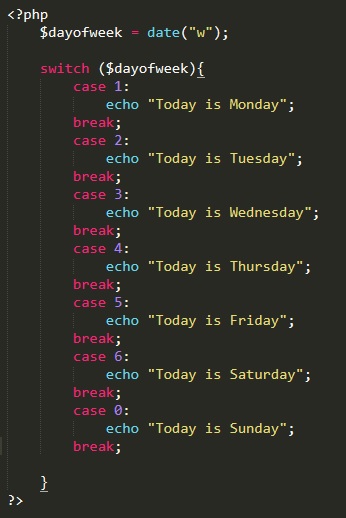 <?php
$dayofweek = date("w");
switch ($dayofweek){
case 1:
echo "Today is Monday";
break;
case 2:
echo "Today is Tuesday";
break;
case 3:
echo "Today is Wednesday";
break;
case 4:
echo "Today is Thursday";
break;
case 5:
echo "Today is Friday";
break;
case 6:
echo "Today is Saturday";
break;
case 0:
echo "Today is Sunday";
break;
}
?>